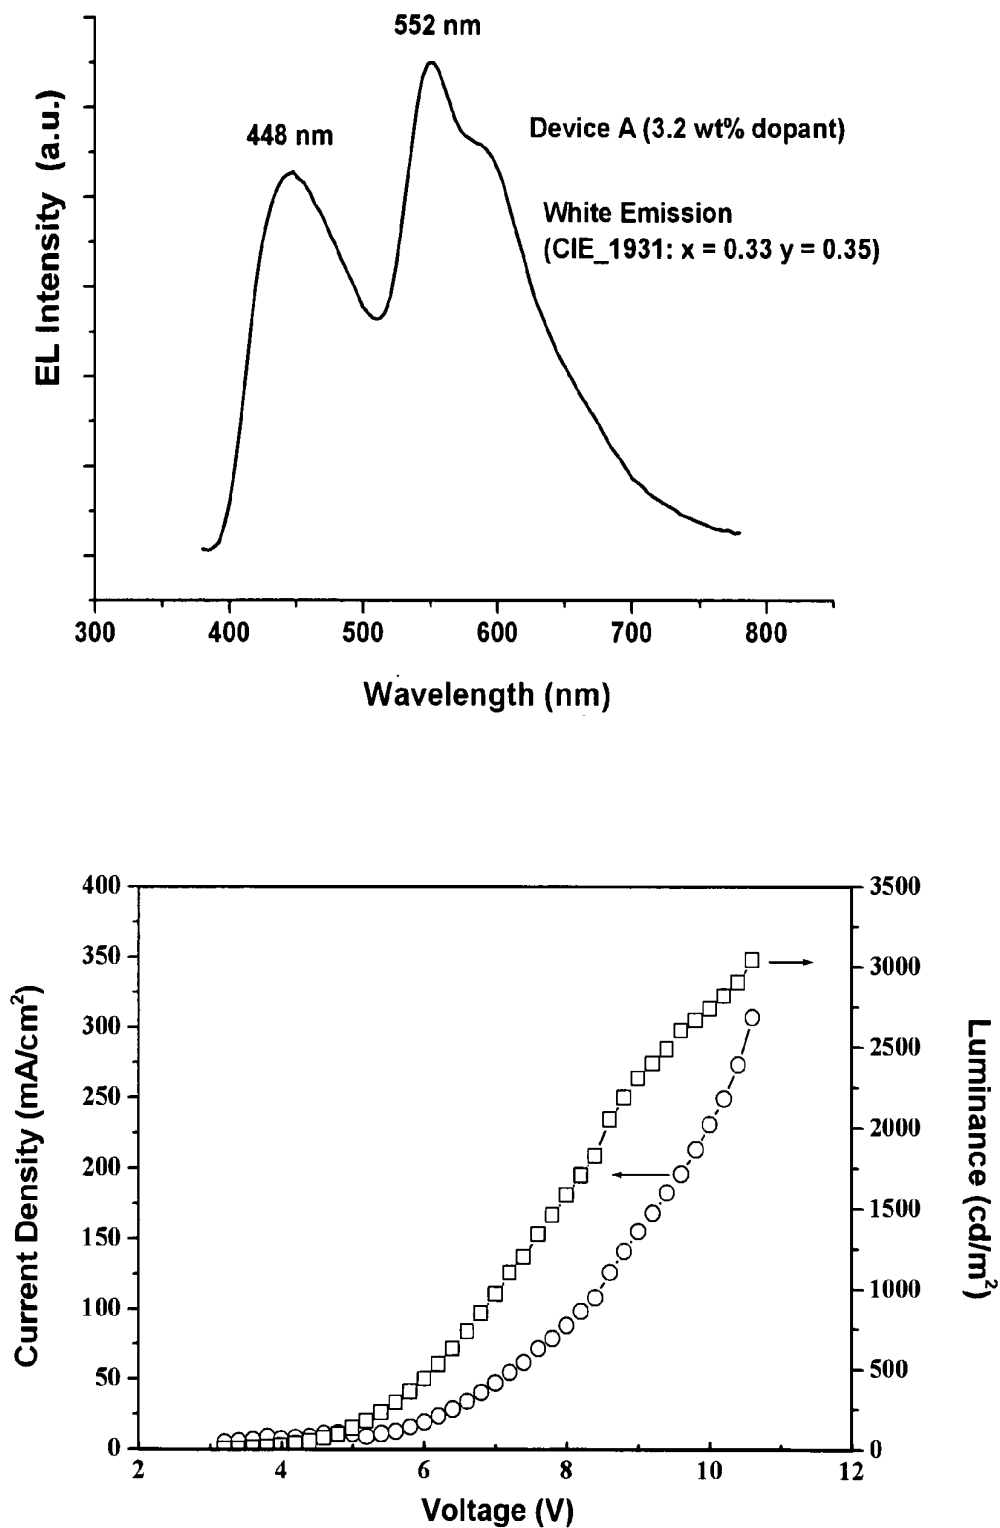 552 nm
448 nm
Device A (3.2 wt% dopant)
White Emission
(CIE_1931: x = 0.33 y = 0.35)
EL Intensity (a.u.)
300 400 500 600 700 800
Wavelength (nm)
400
350
300
250
200
150
100
50
0
Current Density (mA/cm²)
3500
3000
2500
2000
1500
1000
500
0
Luminance (cd/m²)
2 4 6 8 10 12
Voltage (V)